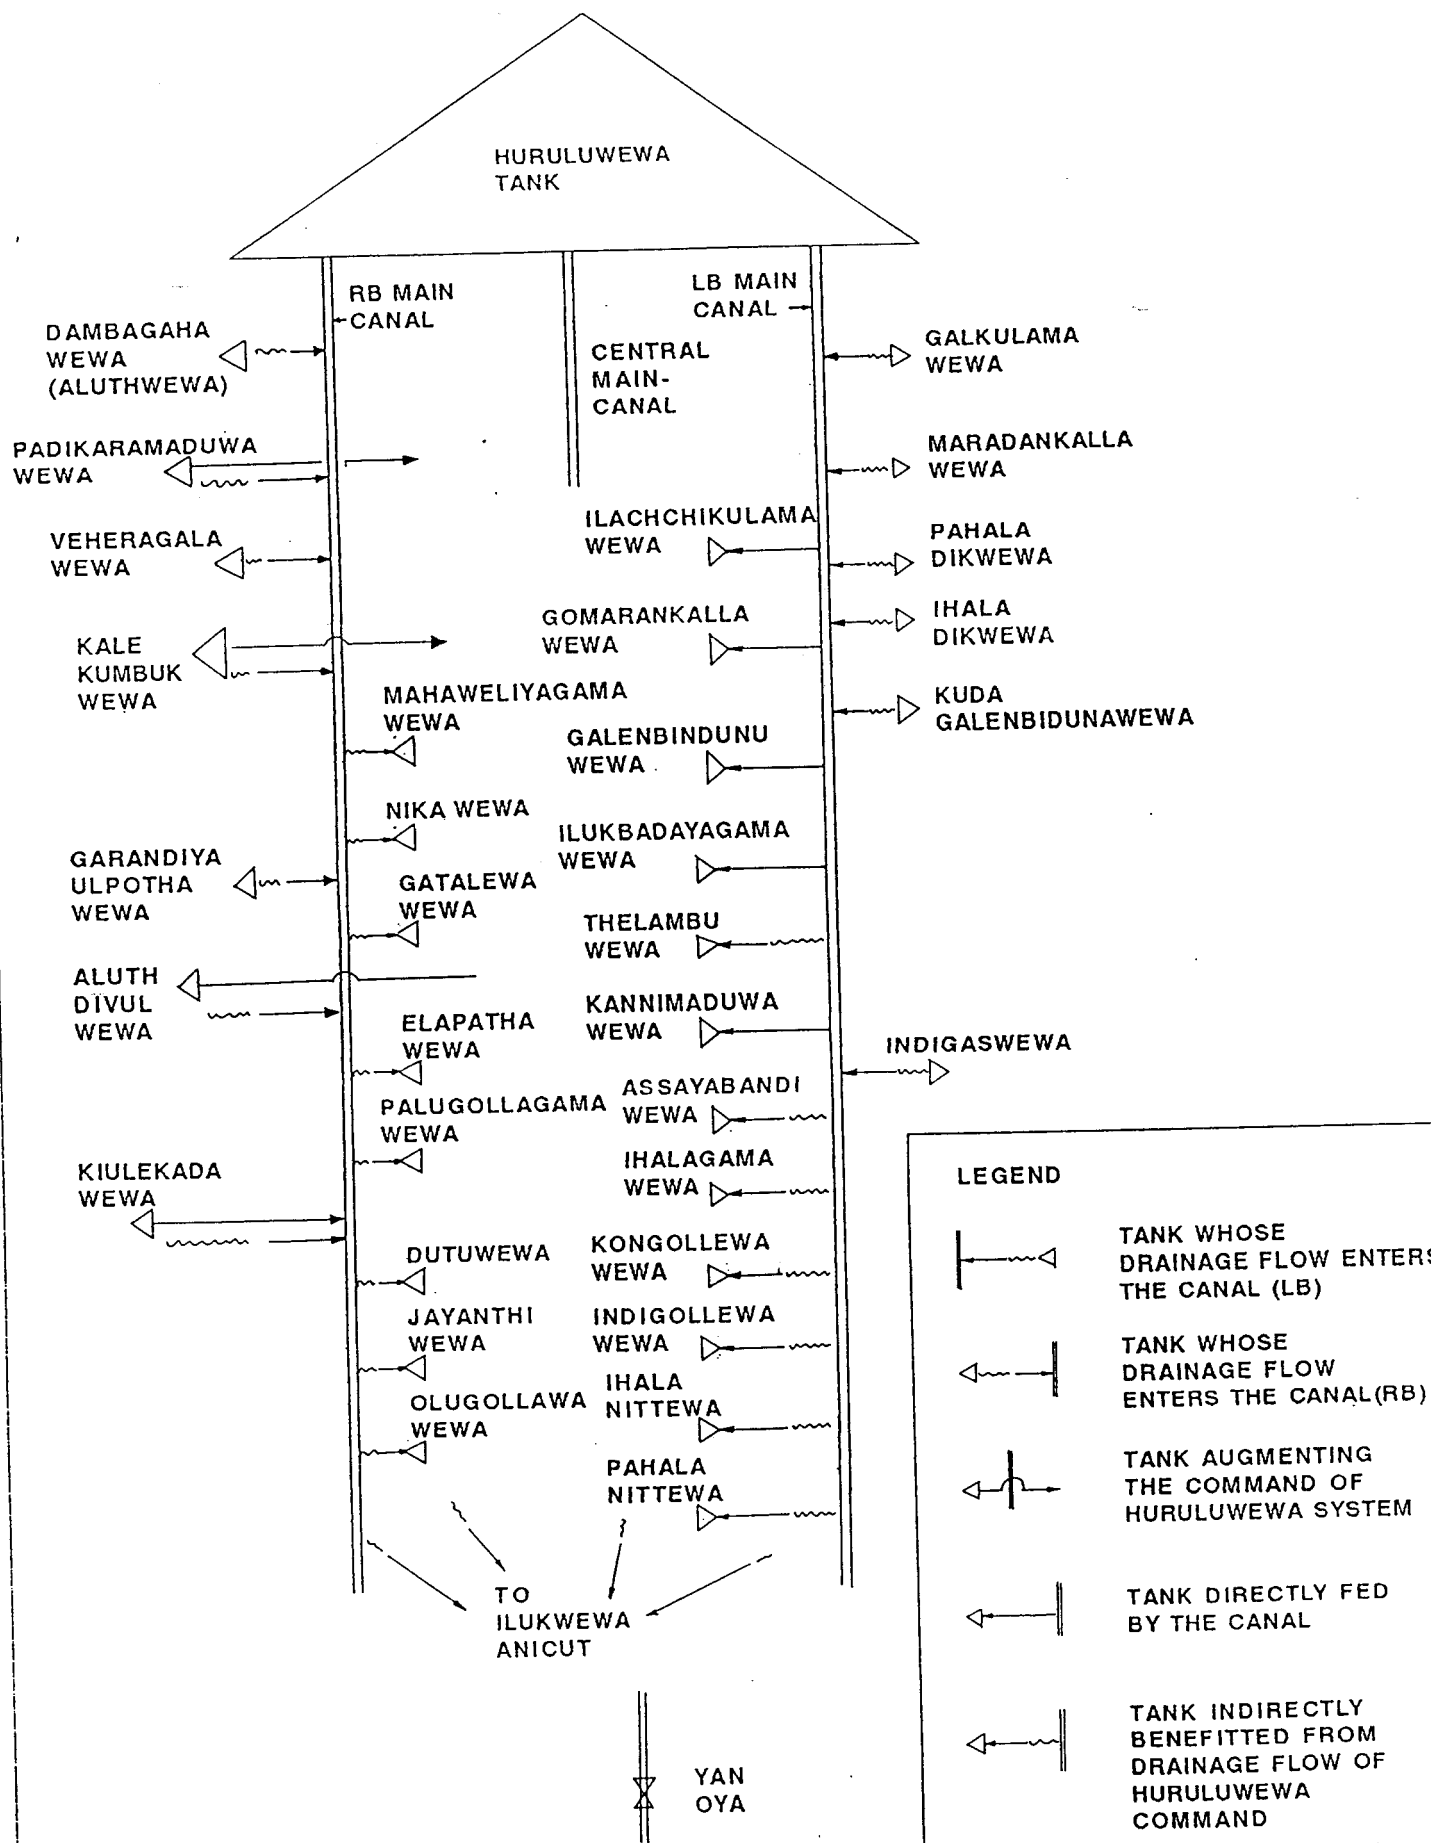 HURULUWEWA
TANK
RB MAIN
CANAL
LB MAIN
CANAL
CENTRAL
MAIN-
CANAL
DAMBAGAHA
WEWA
(ALUTHWEWA)
PADIKARAMADUWA
WEWA
VEHERAGALA
WEWA
KALE
KUMBUK
WEWA
GARANDIYA
ULPOTHA
WEWA
ALUTH
DIVUL
WEWA
KIULEKADA
WEWA
MAHAWELIYAGAMA
WEWA
NIKA WEWA
GATALEWA
WEWA
ELAPATHA
WEWA
PALUGOLLAGAMA
WEWA
DUTUWEWA
JAYANTHI
WEWA
OLUGOLLAWA
WEWA
ILACHCHIKULAMA
WEWA
GOMARANKALLA
WEWA
GALENBINDUNU
WEWA
ILUKBADAYAGAMA
WEWA
THELAMBU
WEWA
KANNIMADUWA
WEWA
ASSAYABANDI
WEWA
IHALAGAMA
WEWA
KONGOLLEWA
WEWA
INDIGOLLEWA
WEWA
IHALA
NITTEWA
PAHALA
NITTEWA
GALKULAMA
WEWA
MARADANKALLA
WEWA
PAHALA
DIKWEWA
IHALA
DIKWEWA
KUDA
GALENBIDUNAWEWA
INDIGASWEWA
TO
ILUKWEWA
ANICUT
YAN
OYA
LEGEND
TANK WHOSE
DRAINAGE FLOW ENTERS
THE CANAL (LB)
TANK WHOSE
DRAINAGE FLOW
ENTERS THE CANAL(RB)
TANK AUGMENTING
THE COMMAND OF
HURULUWEWA SYSTEM
TANK DIRECTLY FED
BY THE CANAL
TANK INDIRECTLY
BENEFITTED FROM
DRAINAGE FLOW OF
HURULUWEWA
COMMAND